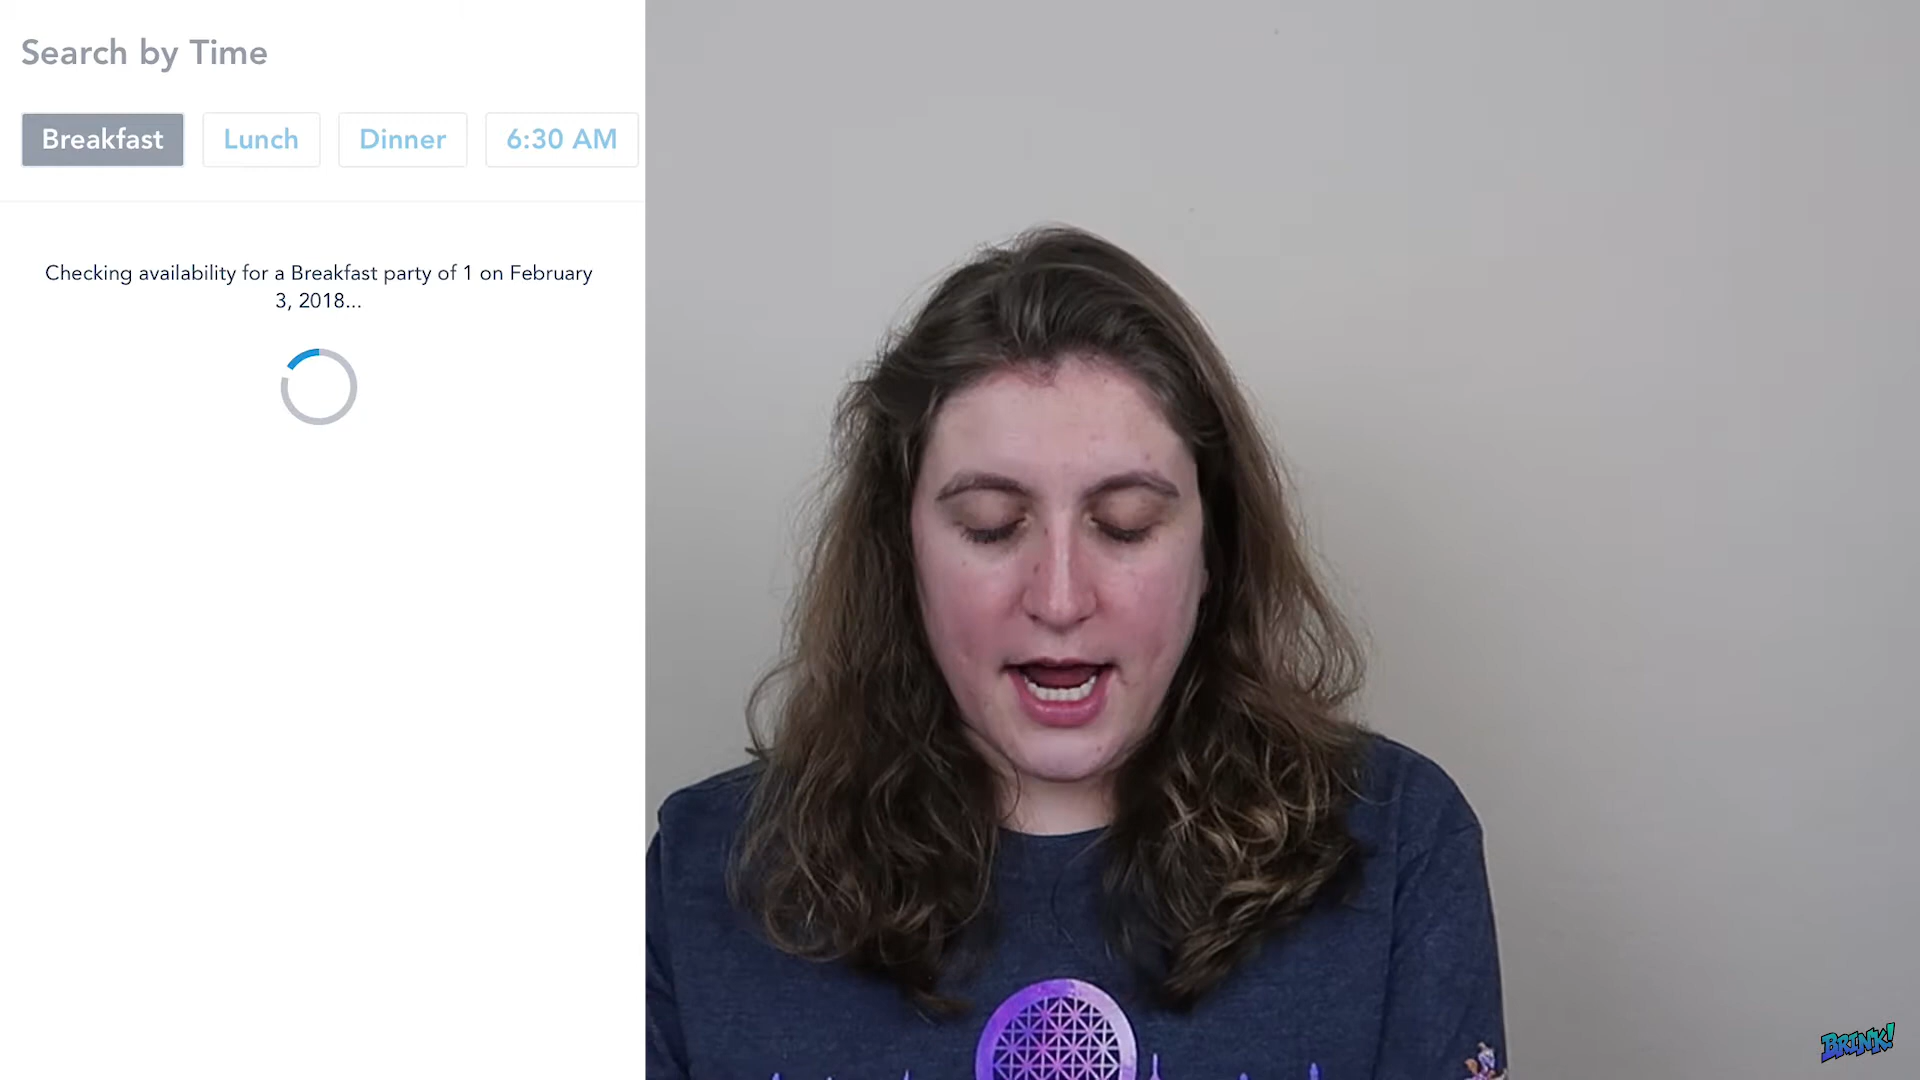 Search by Time
Breakfast
Lunch
Dinner
6:30 AM
Checking availability for a Breakfast party of 1 on February
3, 2018...
BRINK!